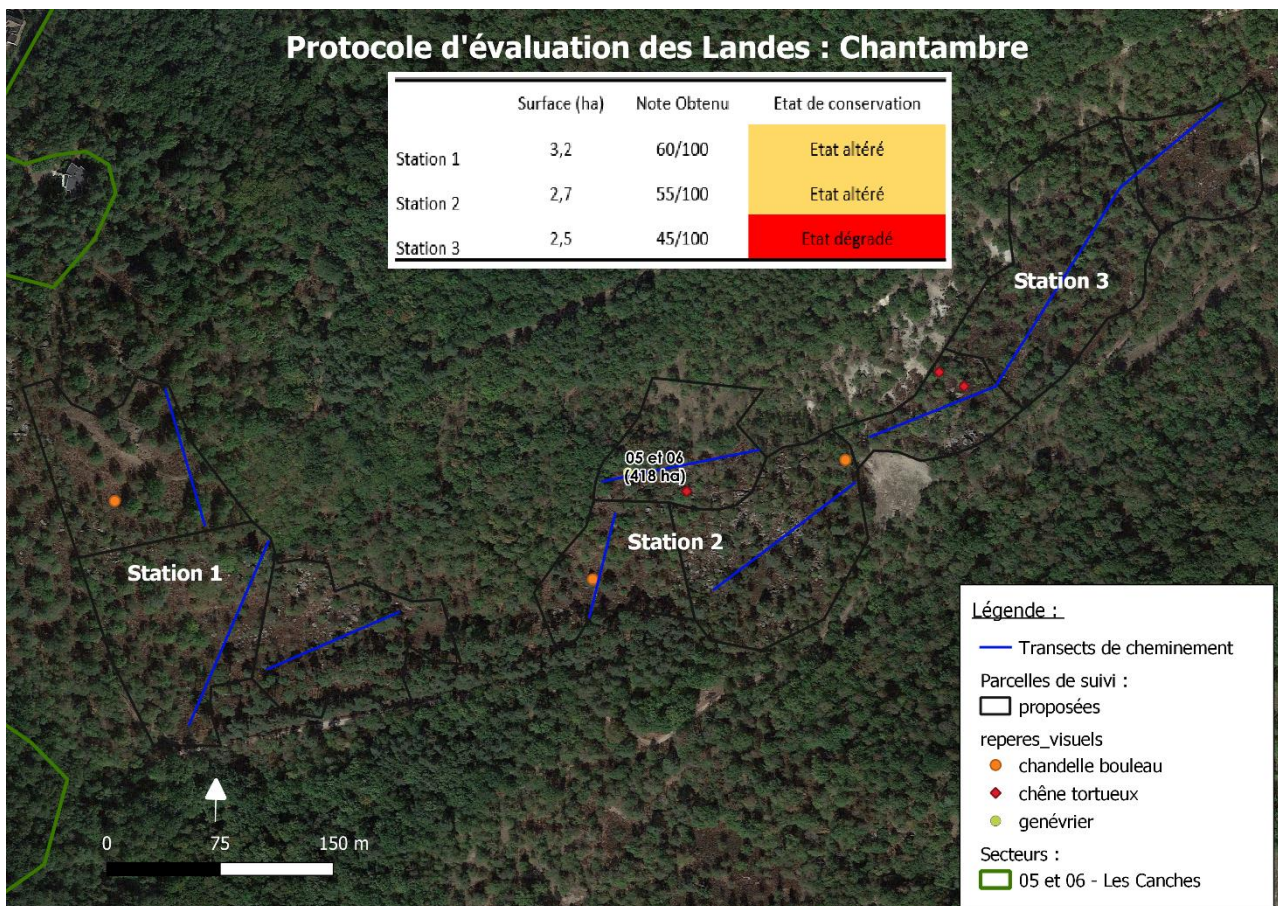 Protocole d'évaluation des Landes : Chantambre
Surface (ha) Note Obtenu Etat de conservation
Station 1 3,2 60/100 Etat altéré
Station 2 2,7 55/100 Etat altéré
Station 3 2,5 45/100 Etat dégradé
Station 3
05 et 06
(418 ha)
Station 2
Station 1
0 75 150 m
Légende :
Transects de cheminement
Parcelles de suivi :
proposées
reperes_visuels
chandelle bouleau
chêne tortueux
genévrier
Secteurs :
05 et 06 - Les Canches